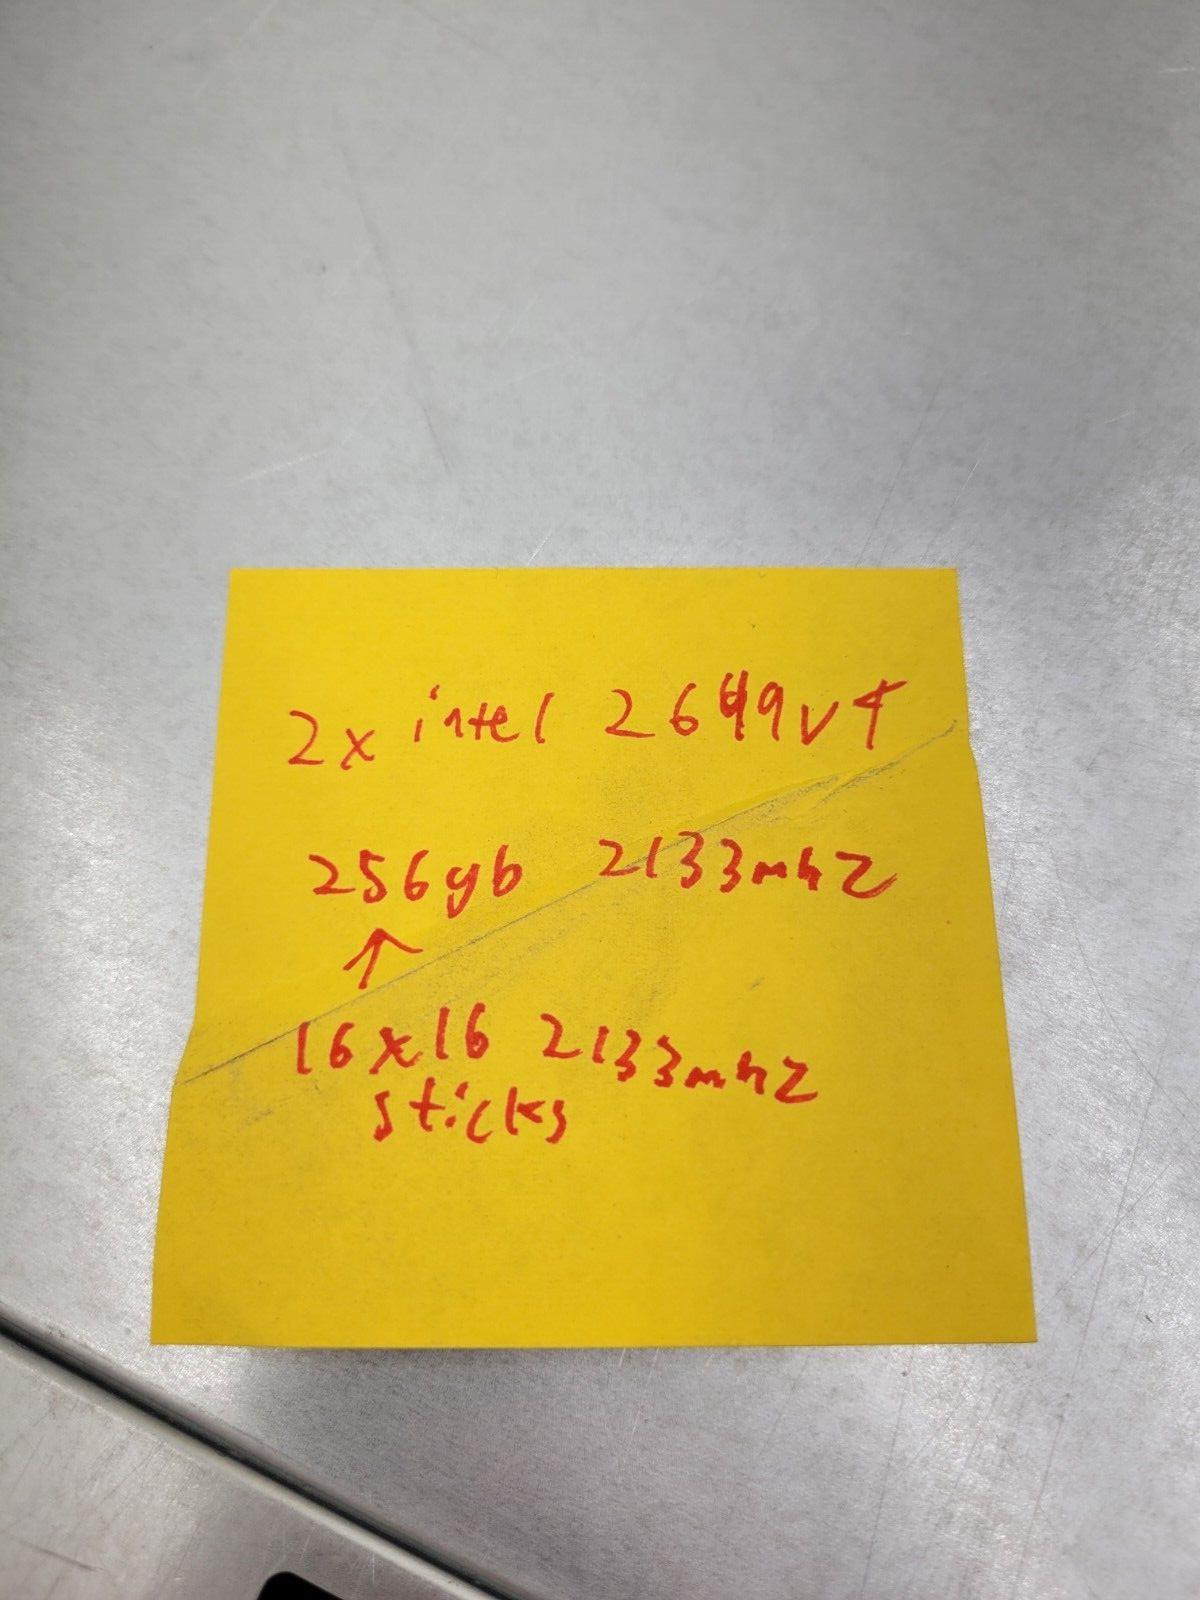 2x intel 2699v4
256gb 2133mhz
↑
16x16 2133mhz
sticks